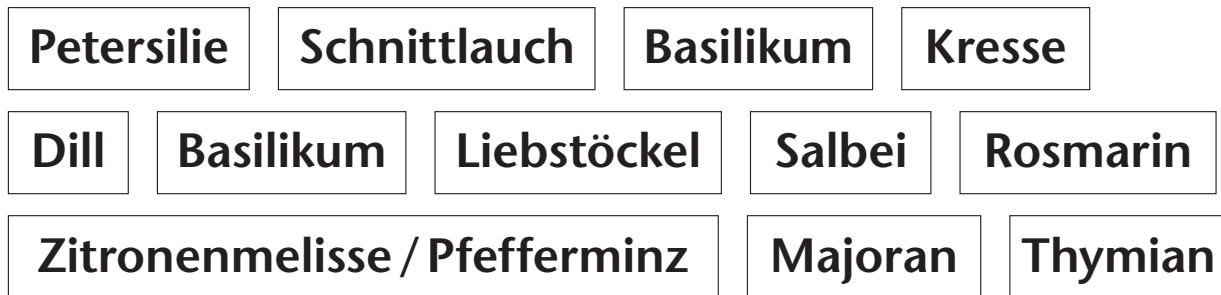 Petersilie Schnittlauch Basilikum Kresse
Dill Basilikum Liebstöckel Salbei Rosmarin
Zitronenmelisse / Pfefferminz Majoran Thymian